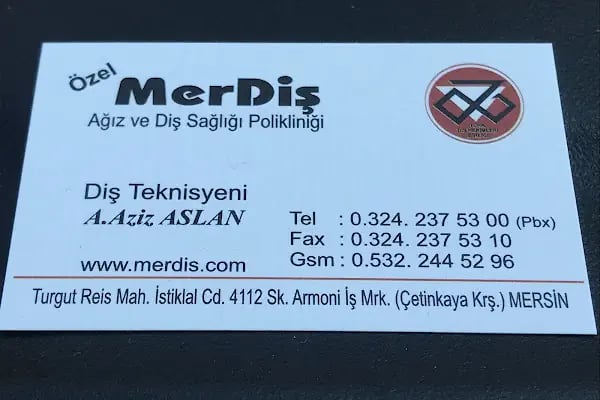 Özel
MerDiş
Ağız ve Diş Sağlığı Polikliniği
Diş Teknisyeni
A.Aziz ASLAN
Tel : 0.324. 237 53 00 (Pbx)
Fax : 0.324. 237 53 10
Gsm : 0.532. 244 52 96
www.merdis.com
Turgut Reis Mah. İstiklal Cd. 4112 Sk. Armoni İş Mrk. (Çetinkaya Krş.) MERSİN